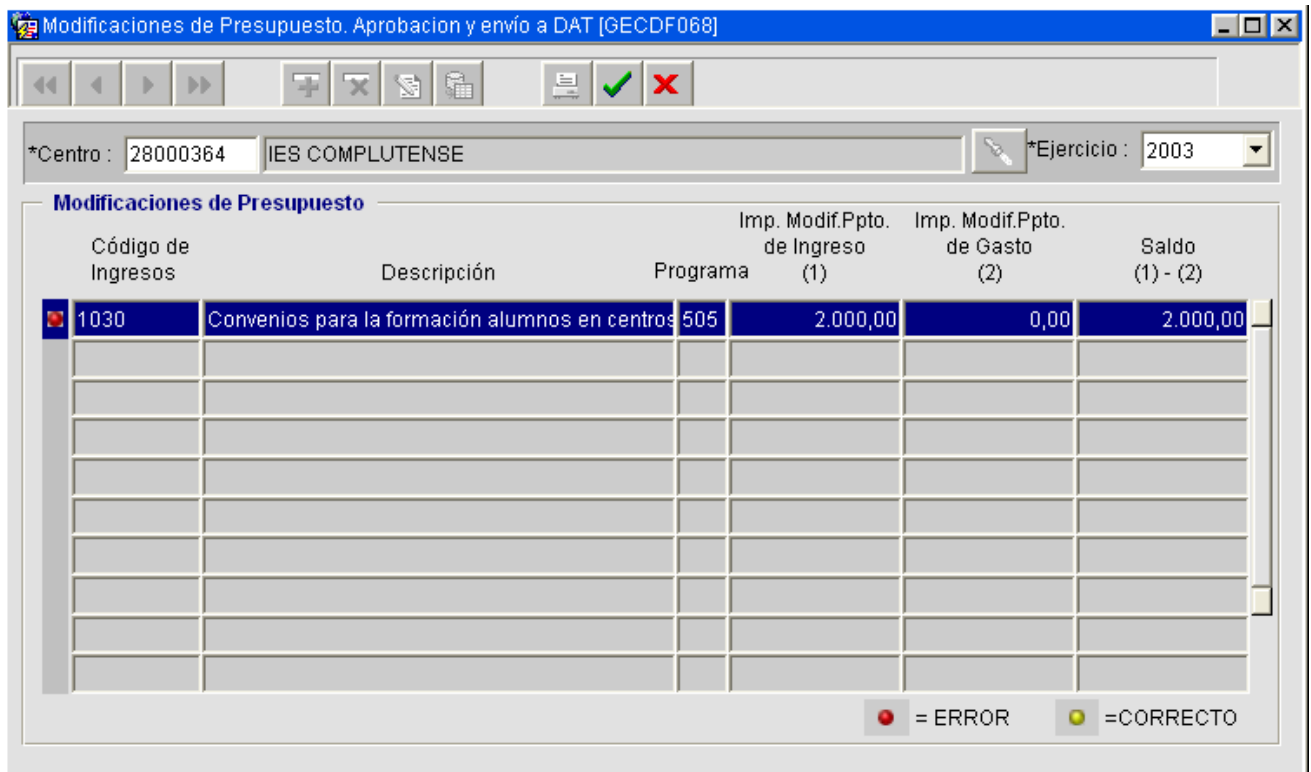 Modificaciones de Presupuesto. Aprobacion y envío a DAT [GECDF068]
*Centro : 28000364 IES COMPLUTENSE *Ejercicio : 2003
Modificaciones de Presupuesto
Código de Ingresos Descripción Programa Imp. Modif.Ppto. de Ingreso (1) Imp. Modif.Ppto. de Gasto (2) Saldo (1) - (2)
1030 Convenios para la formación alumnos en centros 505 2.000,00 0,00 2.000,00
= ERROR =CORRECTO